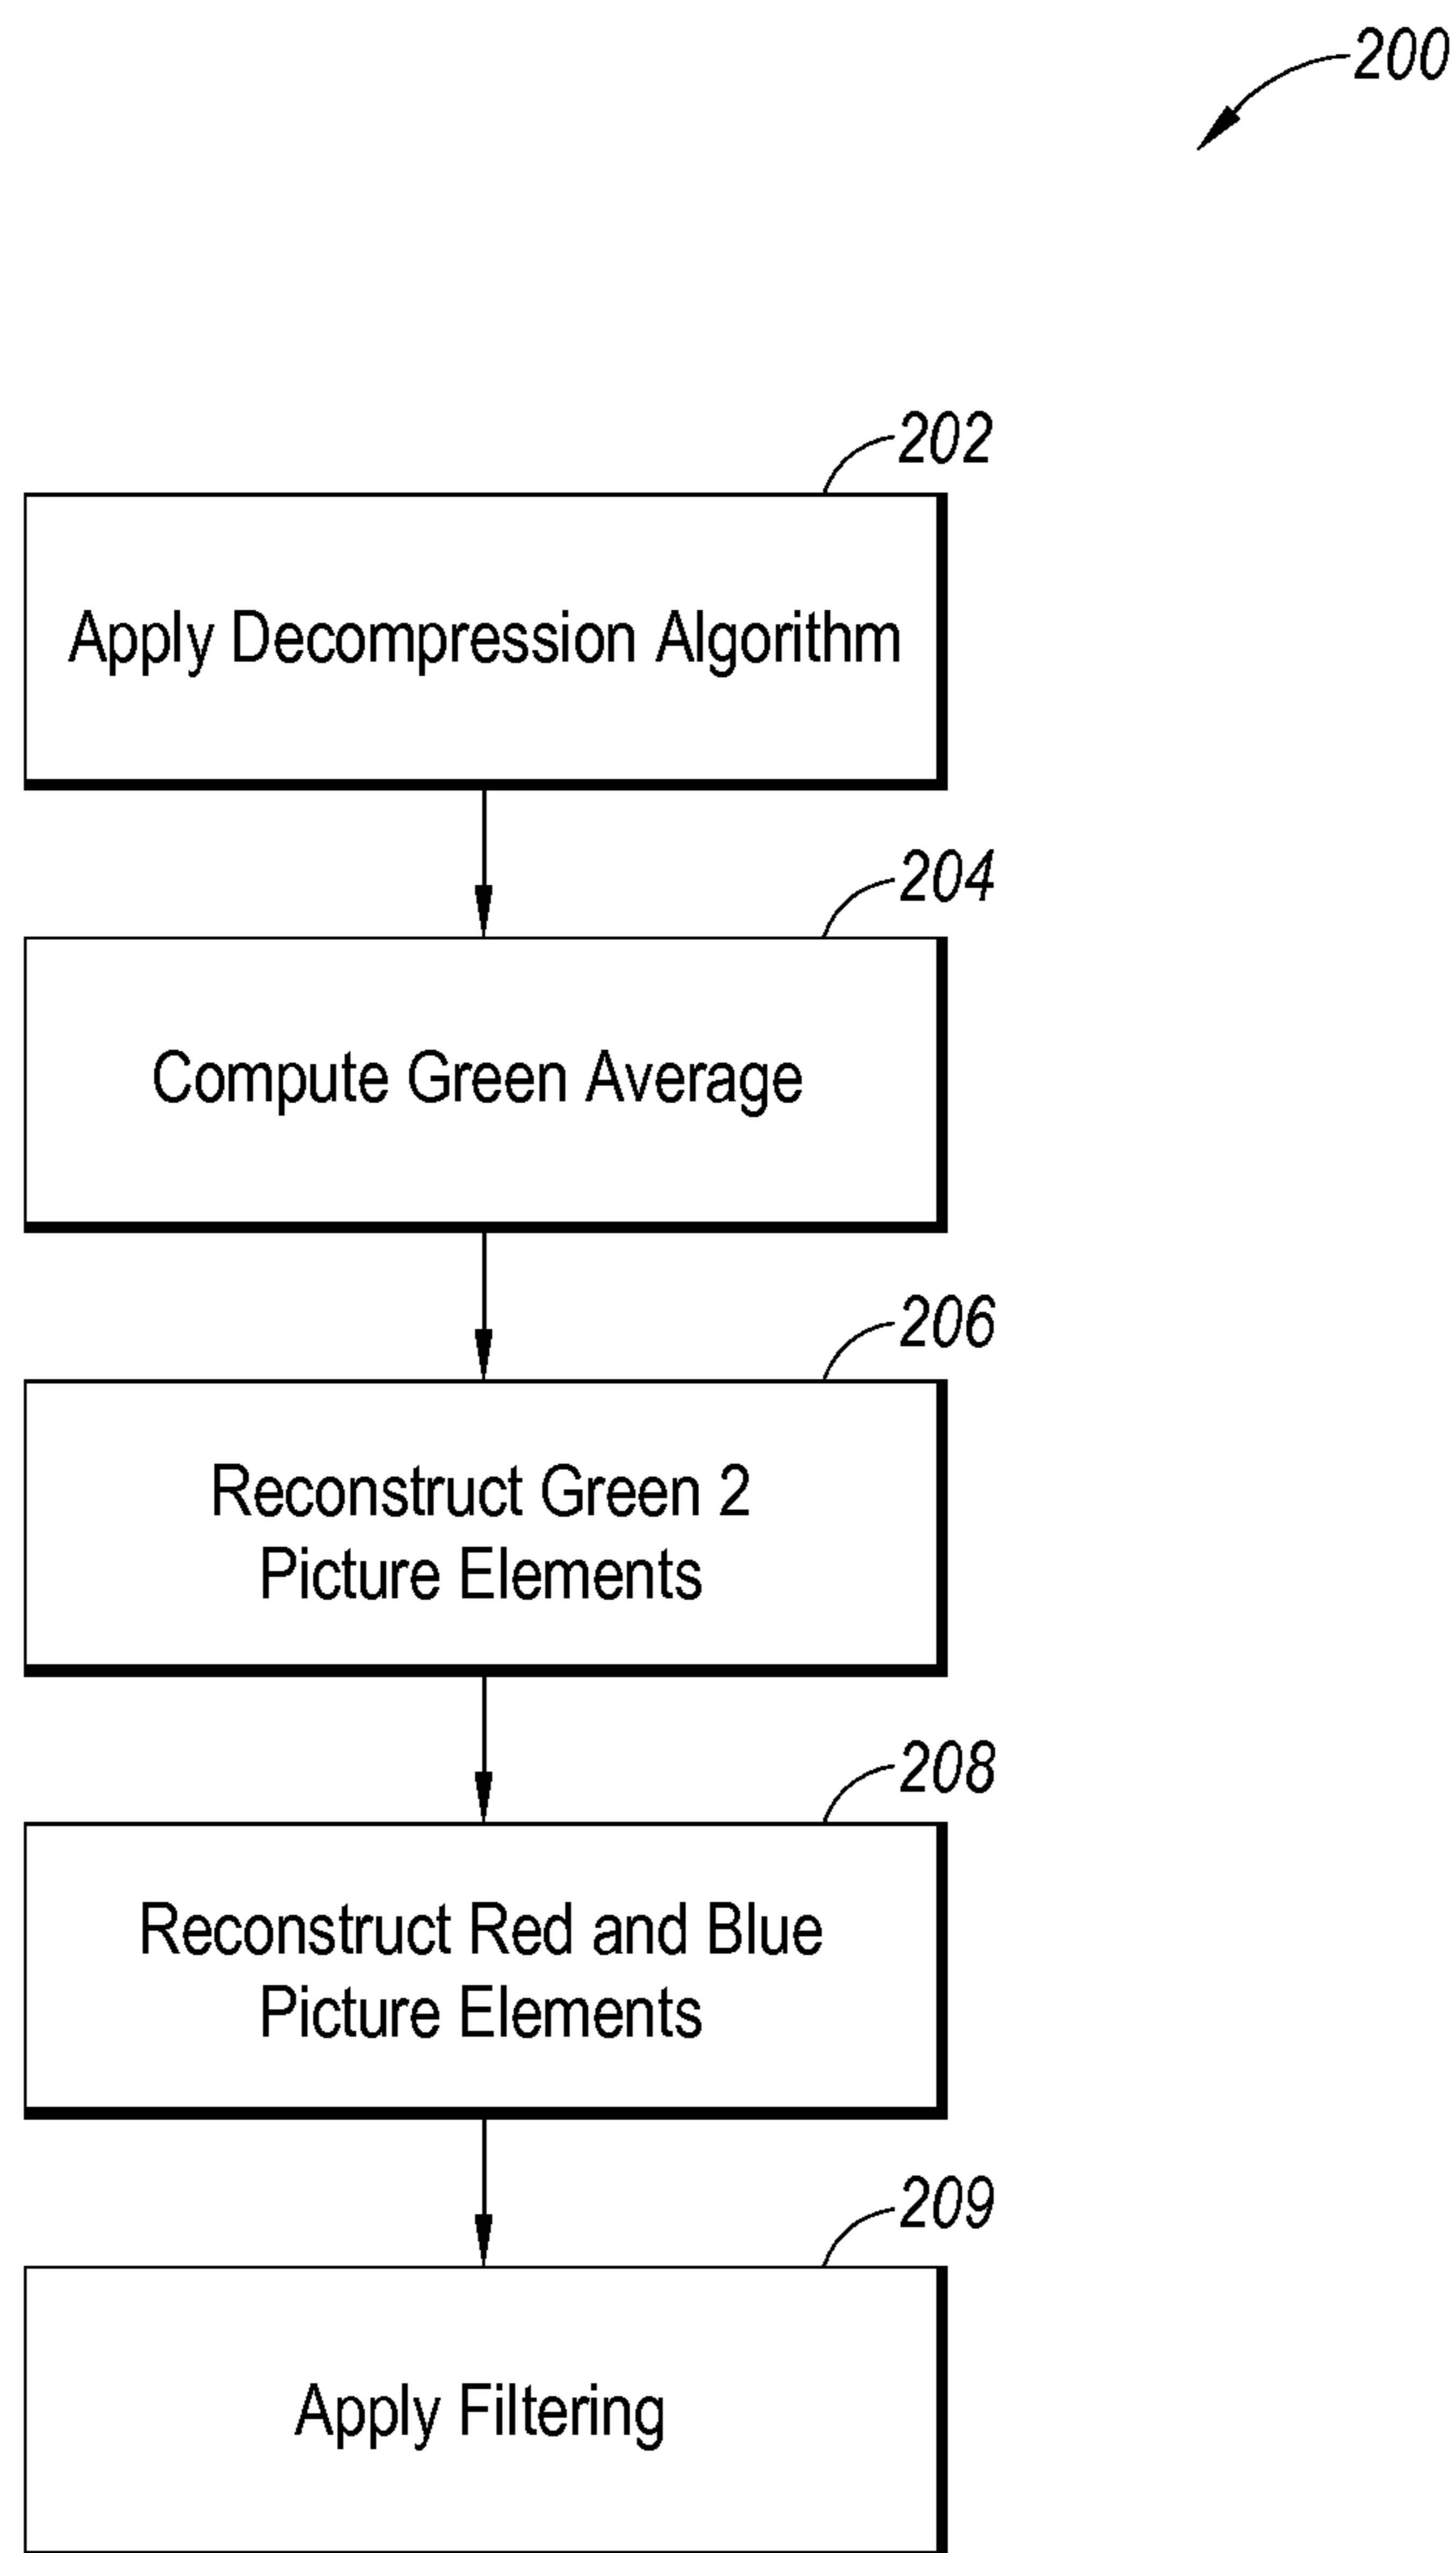 200
202
Apply Decompression Algorithm
204
Compute Green Average
206
Reconstruct Green 2
Picture Elements
208
Reconstruct Red and Blue
Picture Elements
209
Apply Filtering